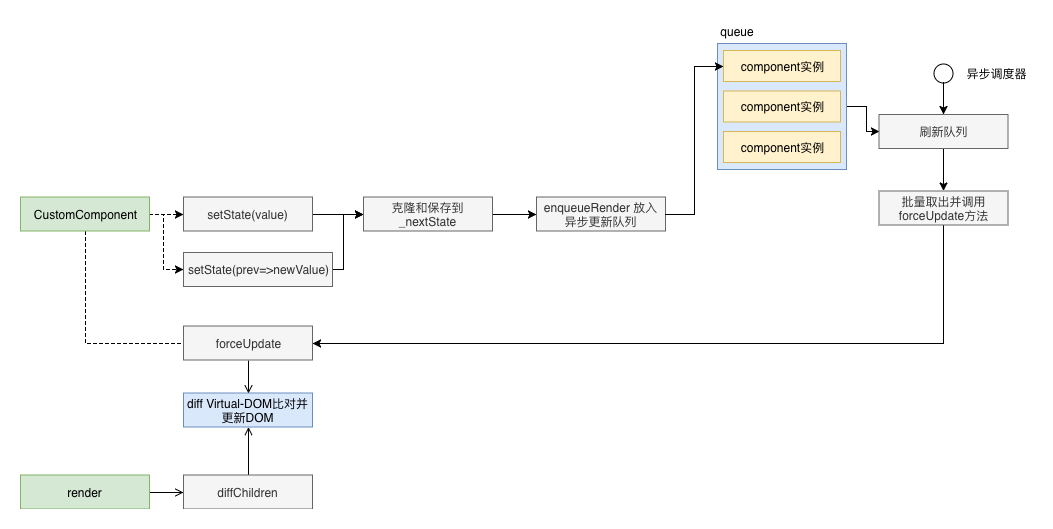 queue
component实例
component实例
component实例
异步调度器
刷新队列
批量取出并调用
forceUpdate方法
CustomComponent
setState(value)
克隆和保存到
_nextState
enqueueRender 放入
异步更新队列
setState(prev=>newValue)
forceUpdate
diff Virtual-DOM比对并
更新DOM
render
diffChildren